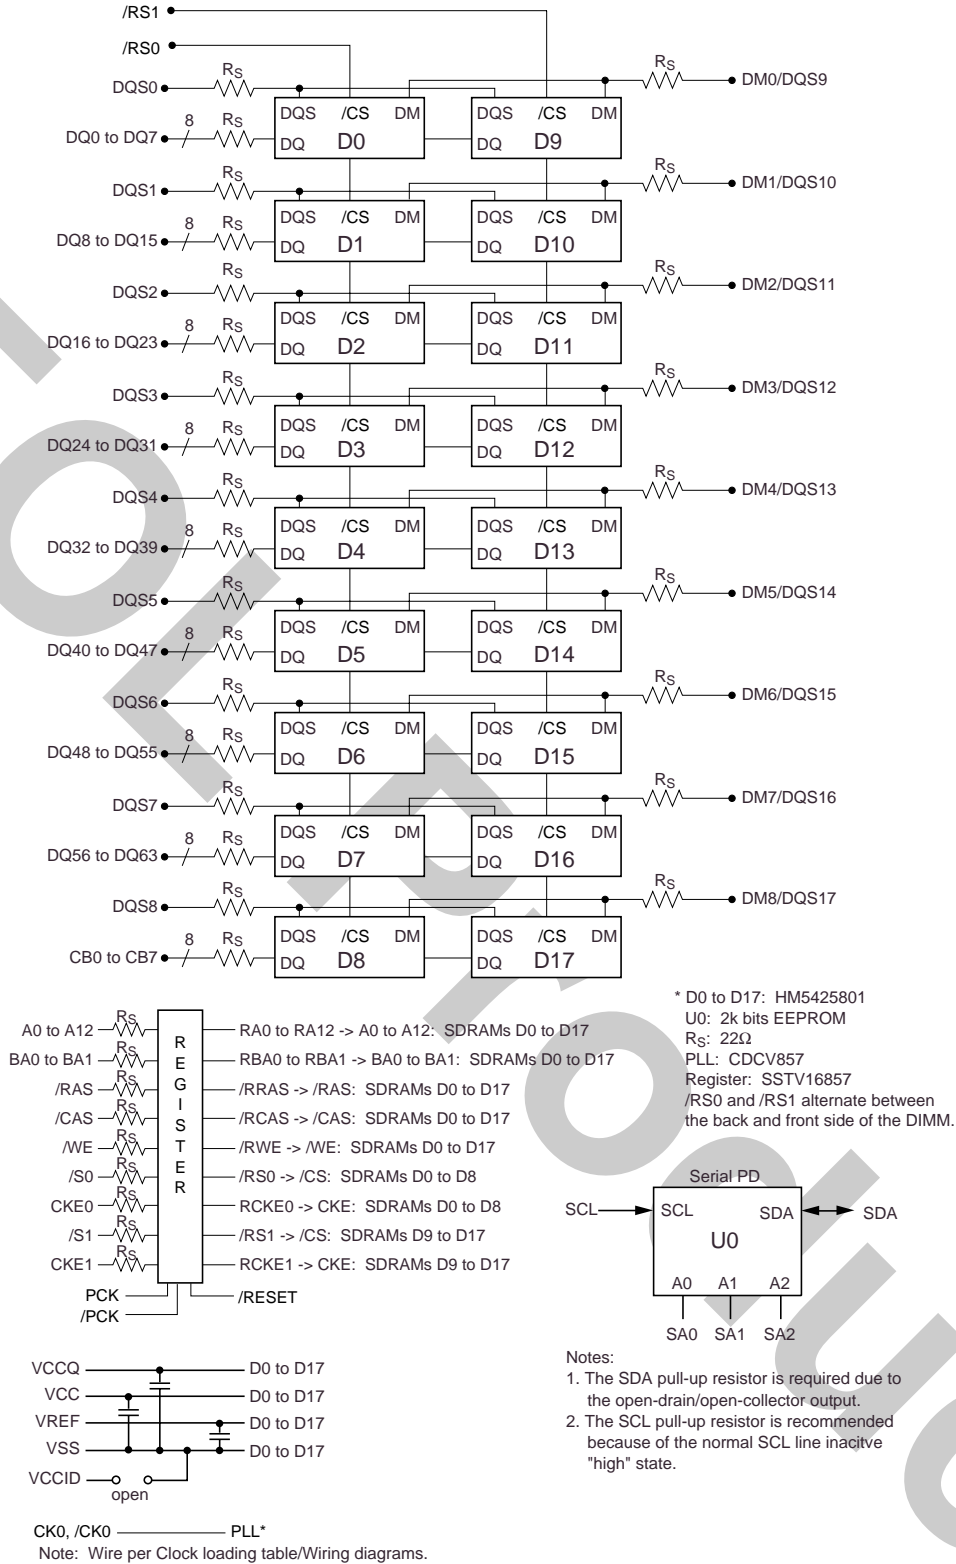 /RS1
/RS0
DQS0 RS RS DM0/DQS9
DQS /CS DM DQS /CS DM
DQ0 to DQ7 8 RS DQ D0 DQ D9
DQS1 RS RS DM1/DQS10
DQS /CS DM DQS /CS DM
DQ8 to DQ15 8 RS DQ D1 DQ D10
DQS2 RS RS DM2/DQS11
DQS /CS DM DQS /CS DM
DQ16 to DQ23 8 RS DQ D2 DQ D11
DQS3 RS RS DM3/DQS12
DQS /CS DM DQS /CS DM
DQ24 to DQ31 8 RS DQ D3 DQ D12
DQS4 RS RS DM4/DQS13
DQS /CS DM DQS /CS DM
DQ32 to DQ39 8 RS DQ D4 DQ D13
DQS5 RS RS DM5/DQS14
DQS /CS DM DQS /CS DM
DQ40 to DQ47 8 RS DQ D5 DQ D14
DQS6 RS RS DM6/DQS15
DQS /CS DM DQS /CS DM
DQ48 to DQ55 8 RS DQ D6 DQ D15
DQS7 RS RS DM7/DQS16
DQS /CS DM DQS /CS DM
DQ56 to DQ63 8 RS DQ D7 DQ D16
DQS8 RS RS DM8/DQS17
DQS /CS DM DQS /CS DM
CB0 to CB7 8 RS DQ D8 DQ D17
A0 to A12 RS RA0 to RA12 -> A0 to A12: SDRAMs D0 to D17
BA0 to BA1 RS RBA0 to RBA1 -> BA0 to BA1: SDRAMs D0 to D17
/RAS RS /RRAS -> /RAS: SDRAMs D0 to D17
/CAS RS /RCAS -> /CAS: SDRAMs D0 to D17
/WE RS /RWE -> /WE: SDRAMs D0 to D17
/S0 RS /RS0 -> /CS: SDRAMs D0 to D8
CKE0 RS RCKE0 -> CKE: SDRAMs D0 to D8
/S1 RS /RS1 -> /CS: SDRAMs D9 to D17
CKE1 RS RCKE1 -> CKE: SDRAMs D9 to D17
REGISTER
PCK /RESET
/PCK
* D0 to D17: HM5425801
U0: 2k bits EEPROM
RS: 22Ω
PLL: CDCV857
Register: SSTV16857
/RS0 and /RS1 alternate between
the back and front side of the DIMM.
Serial PD
SCL SCL SDA SDA
U0
A0 A1 A2
SA0 SA1 SA2
Notes:
1. The SDA pull-up resistor is required due to
the open-drain/open-collector output.
2. The SCL pull-up resistor is recommended
because of the normal SCL line inacitve
"high" state.
VCCQ D0 to D17
VCC D0 to D17
VREF D0 to D17
VSS D0 to D17
VCCID
open
CK0, /CK0 PLL*
Note: Wire per Clock loading table/Wiring diagrams.
EOL Product